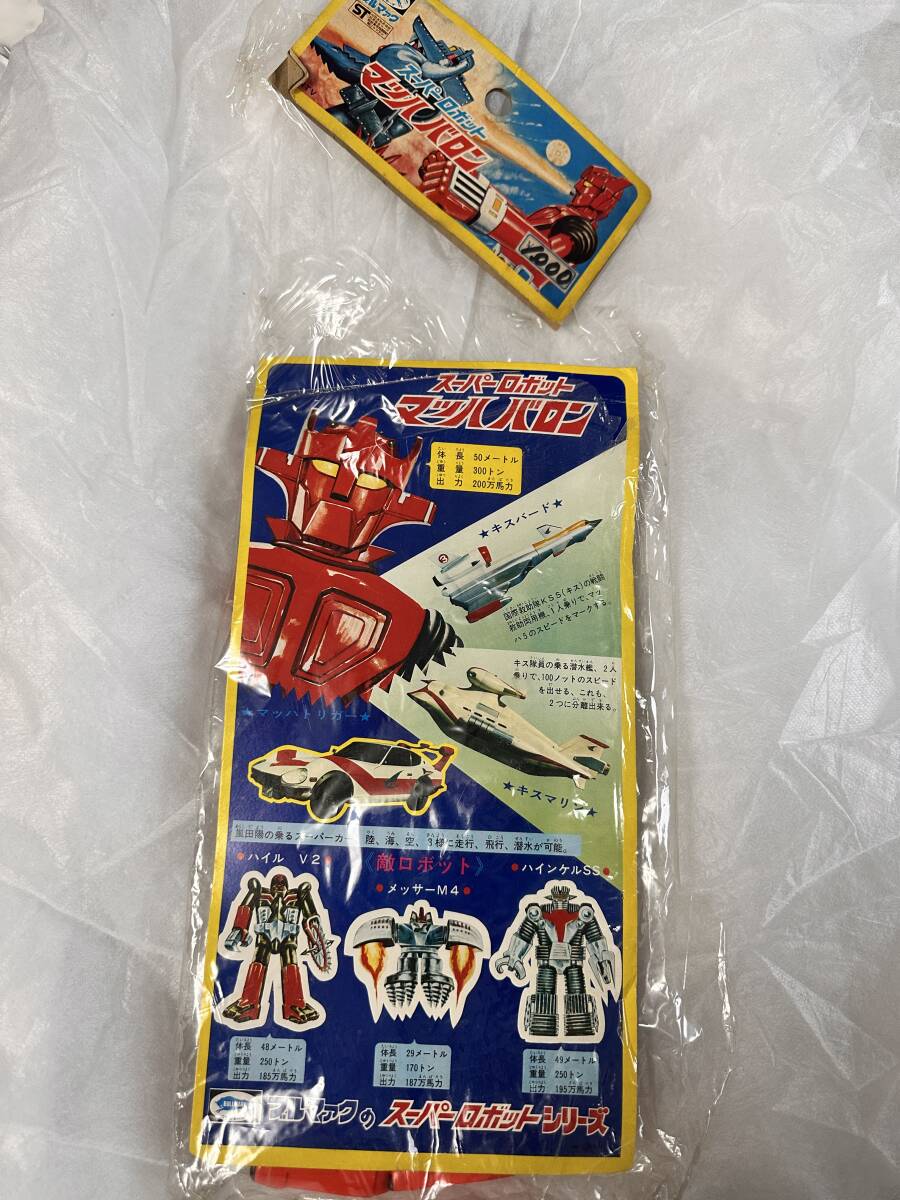 ブルマァク
ST
スーパーロボット
マッハバロン
¥000
スーパーロボット
マッハバロン
体長 50メートル
重量 300トン
出力 200万馬力
★キスバード★
3
国際救助隊KSS(キス)の戦闘
救助両用機、1人乗りで、マッ
ハ5のスピードをマークする。
キス隊員の乗る潜水艦、2人
乗りで、100ノットのスピード
を出せる、これも、
2つに分離出来る。
★マッハトリガー★
★キスマリン★
嵐田陽の乗るスーパーカー 陸、海、空、3様に走行、飛行、潜水が可能。
●ハイル V2●
《敵ロボット》
●ハインケルSS●
●メッサーM4●
体長 48メートル
重量 250トン
出力 185万馬力
体長 29メートル
重量 170トン
出力 187万馬力
体長 49メートル
重量 250トン
出力 195万馬力
BULLMARK
ブルマァクの スーパーロボットシリーズ